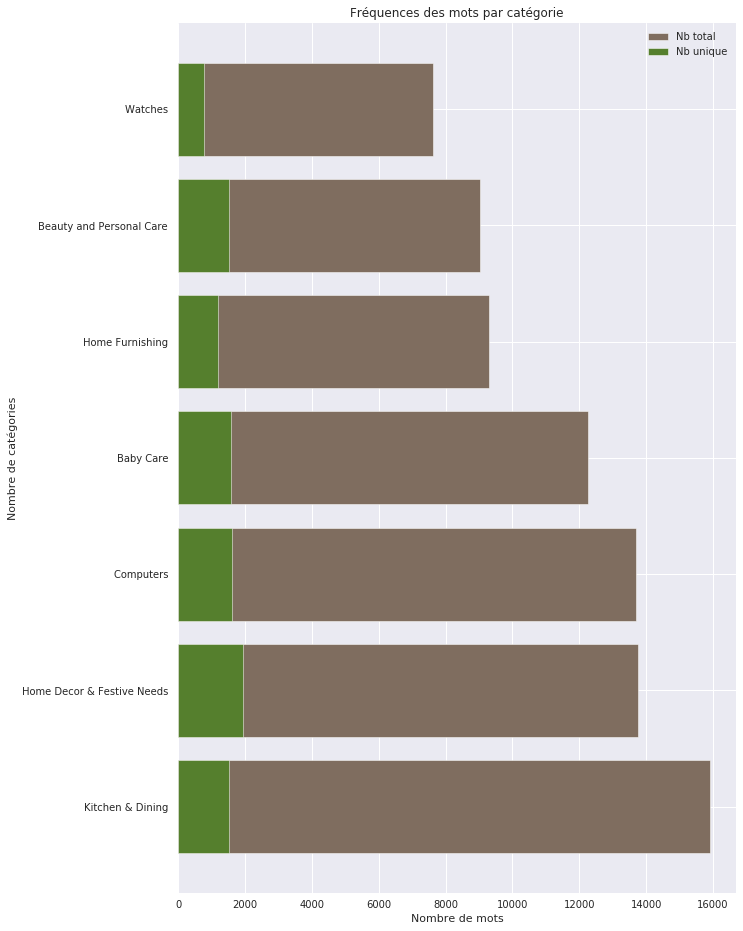 Fréquences des mots par catégorie
Nb total
Nb unique
Watches
Beauty and Personal Care
Home Furnishing
Baby Care
Computers
Home Decor & Festive Needs
Kitchen & Dining
Nombre de catégories
0 2000 4000 6000 8000 10000 12000 14000 16000
Nombre de mots